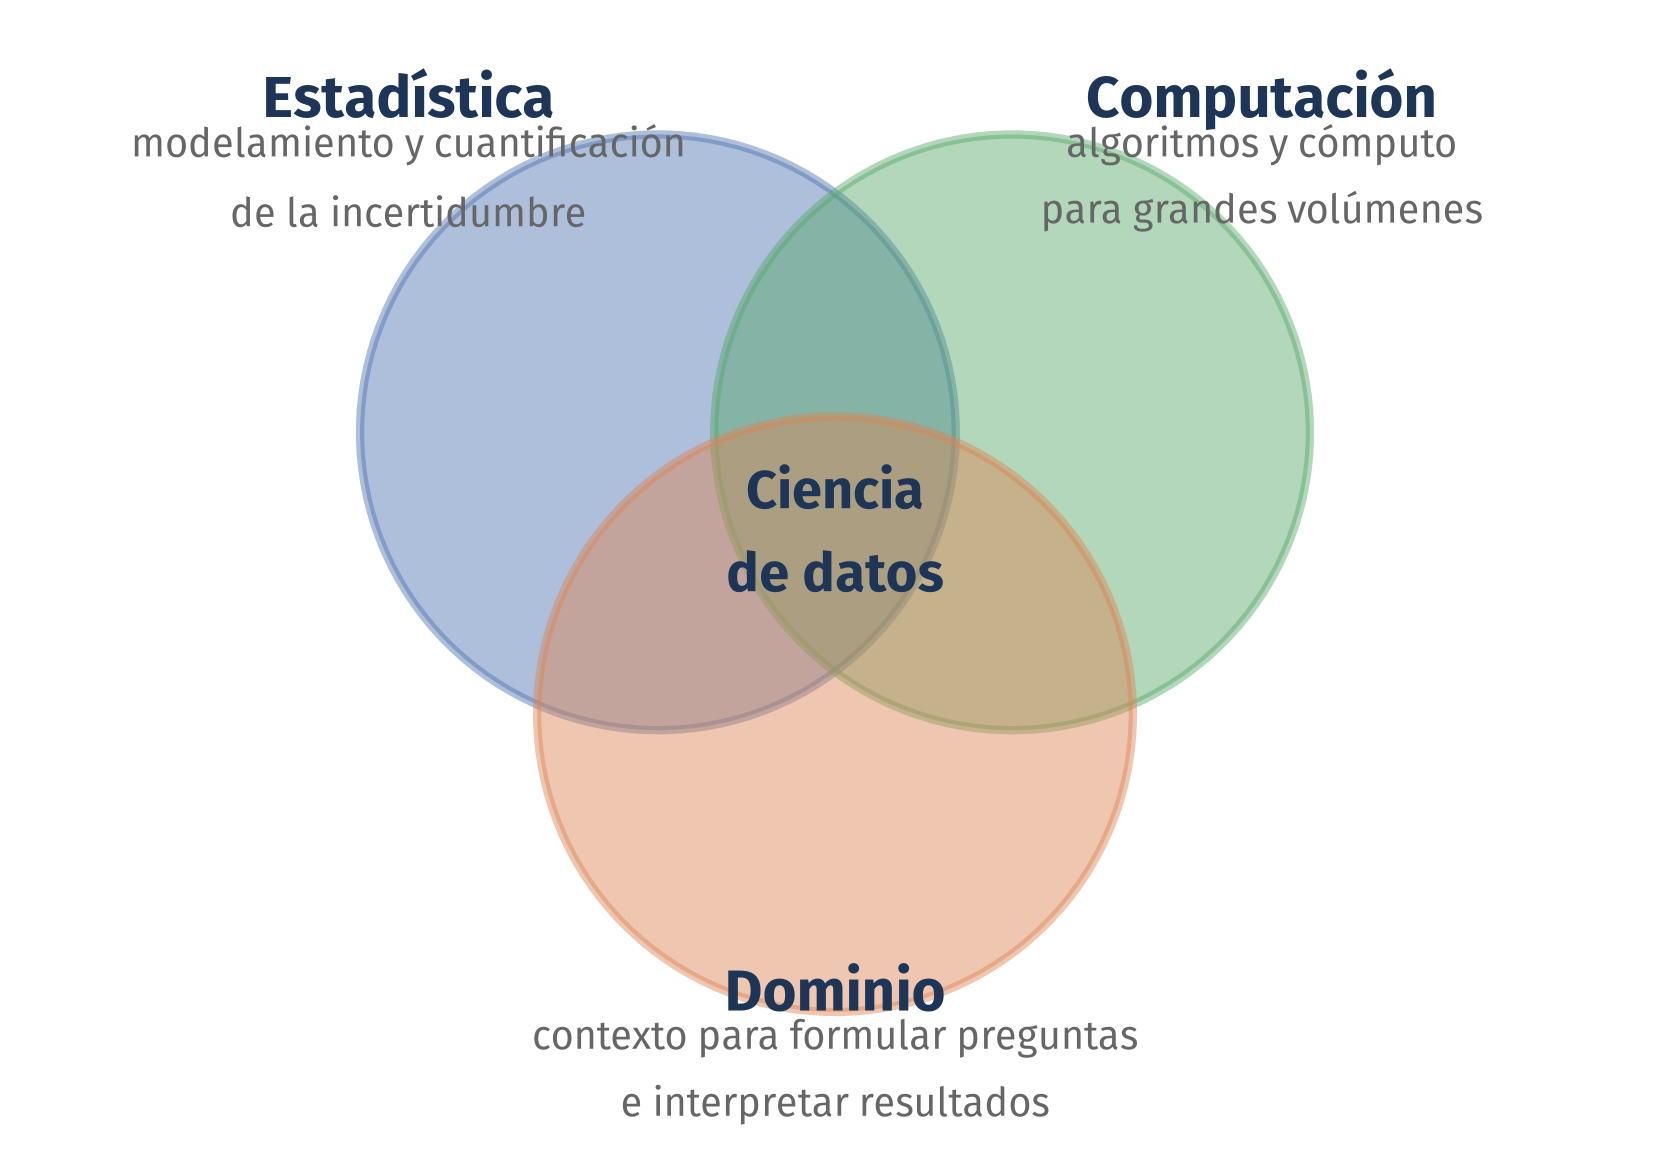 Estadística
modelamiento y cuantificación
de la incertidumbre
Computación
algoritmos y cómputo
para grandes volúmenes
Ciencia
de datos
Dominio
contexto para formular preguntas
e interpretar resultados